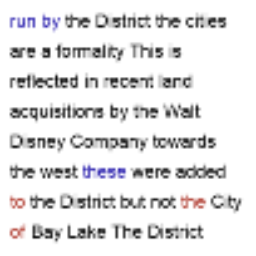 run by the District the cities
are a formality This is
reflected in recent land
acquisitions by the Walt
Disney Company towards
the west these were added
to the District but not the City
of Bay Lake The District